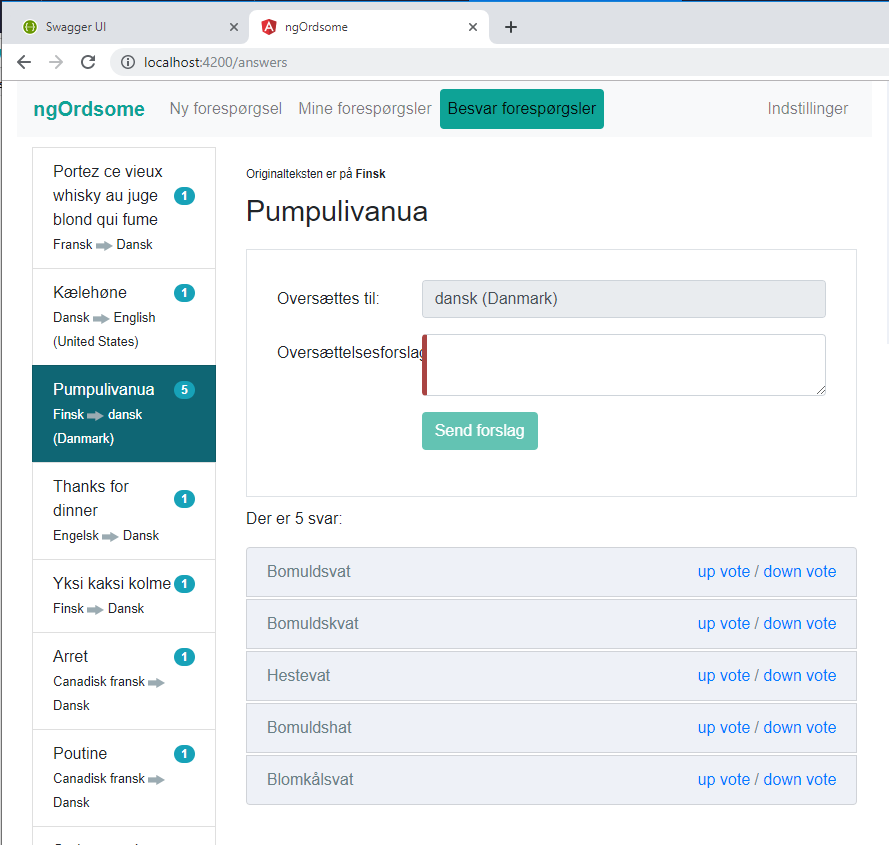 Swagger UI
ngOrdsome
localhost:4200/answers
ngOrdsome Ny forespørgsel Mine forespørgsler Besvar forespørgsler Indstillinger
Portez ce vieux
whisky au juge
blond qui fume
1
Fransk Dansk
Kælehøne 1
Dansk English
(United States)
Pumpulivanua 5
Finsk dansk
(Danmark)
Thanks for
dinner
1
Engelsk Dansk
Yksi kaksi kolme 1
Finsk Dansk
Arret 1
Canadisk fransk
Dansk
Poutine 1
Canadisk fransk
Dansk
Originalteksten er på Finsk
Pumpulivanua
Oversættes til: dansk (Danmark)
Oversættelsesforslag
Send forslag
Der er 5 svar:
Bomuldsvat up vote / down vote
Bomuldskvat up vote / down vote
Hestevat up vote / down vote
Bomuldshat up vote / down vote
Blomkålsvat up vote / down vote